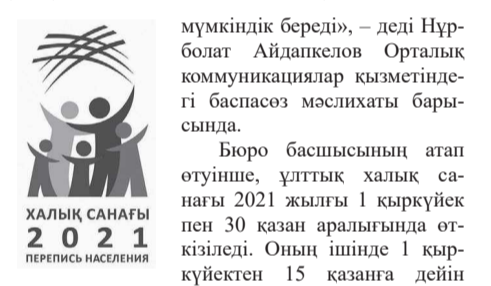 ХАЛЫҚ САНАҒЫ
2021
ПЕРЕПИСЬ НАСЕЛЕНИЯ
мүмкіндік береді», – деді Нұр-
болат Айдапкелов Орталық
коммуникациялар қызметінде-
гі баспасөз мәслихаты бары-
сында.
Бюро басшысының атап
өтуінше, ұлттық халық са-
нағы 2021 жылғы 1 қыркүйек
пен 30 қазан аралығында өт-
кізіледі. Оның ішінде 1 қыр-
күйектен 15 қазанға дейін